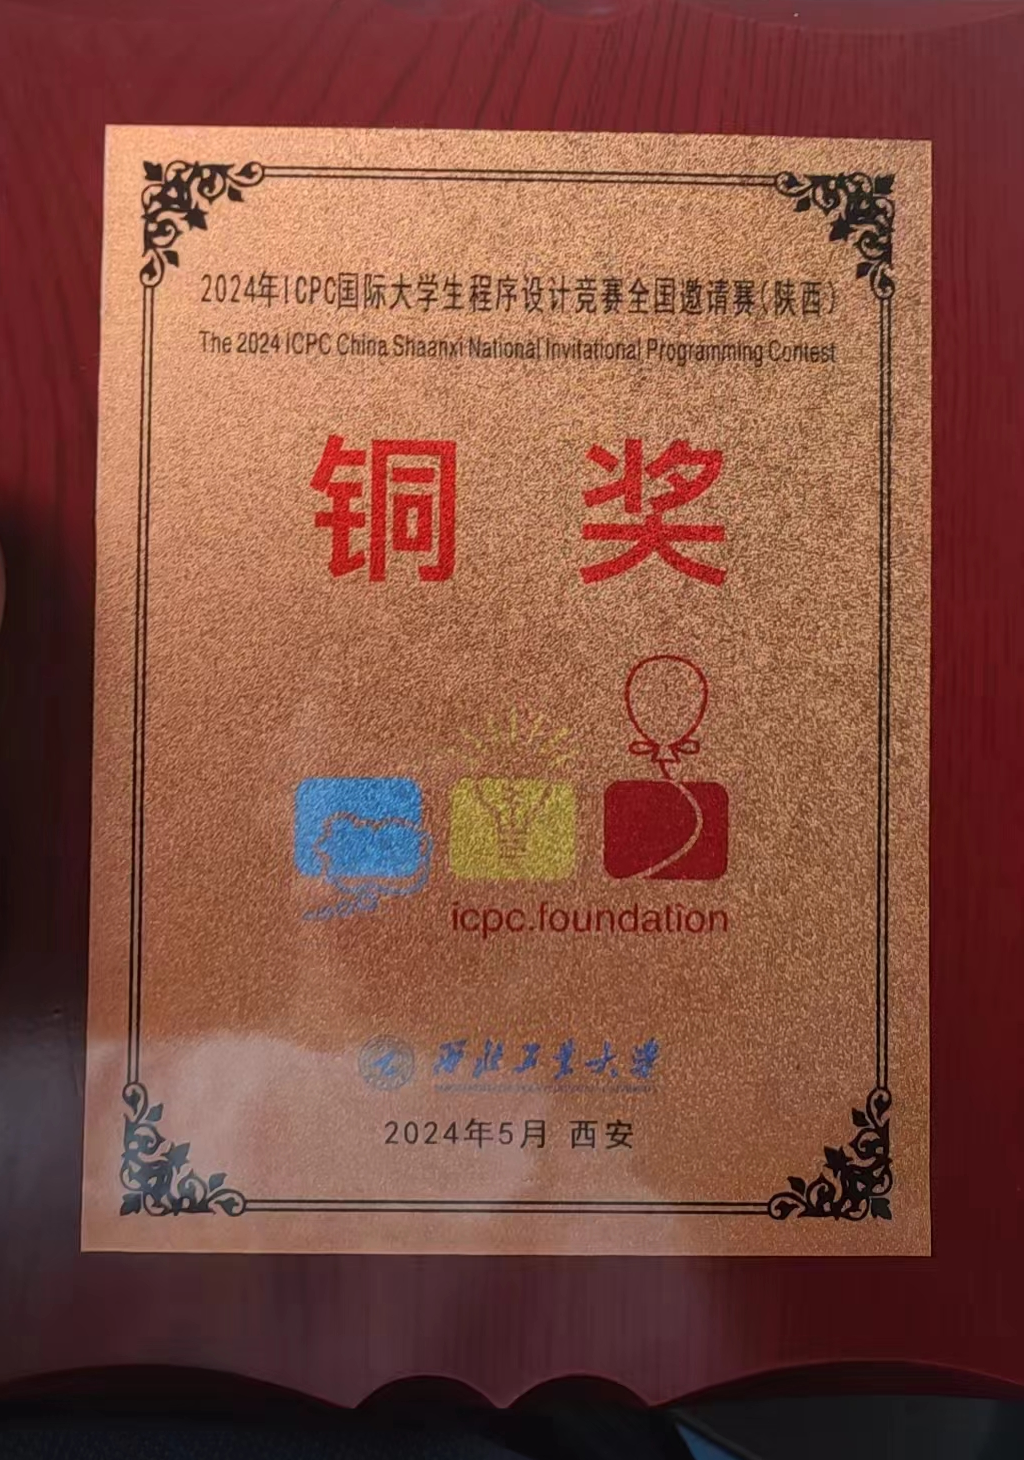 2024年ICPC国际大学生程序设计竞赛全国邀请赛(陕西)
The 2024 ICPC China Shaanxi National Invitational Programming Contest
铜 奖
icpc.foundation
西北工业大学
2024年5月 西安